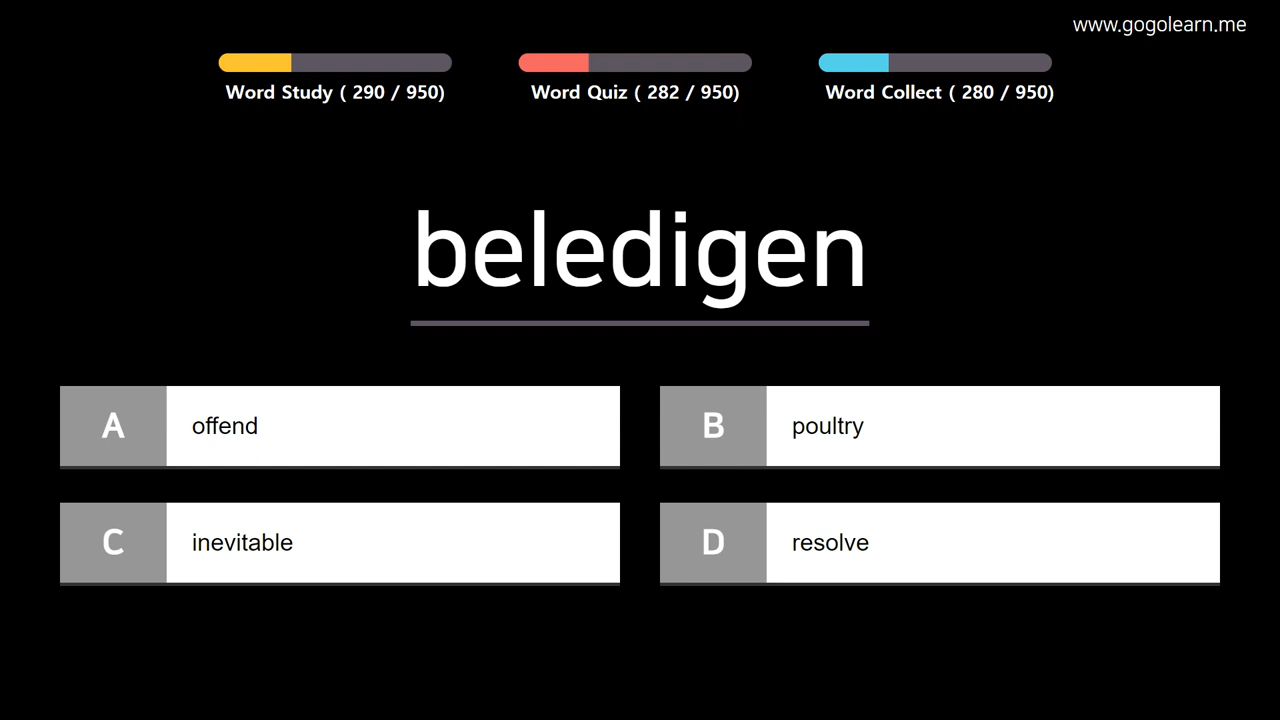 www.gogolearn.me
Word Study ( 290 / 950)
Word Quiz ( 282 / 950)
Word Collect ( 280 / 950)
beledigen
A offend
B poultry
C inevitable
D resolve